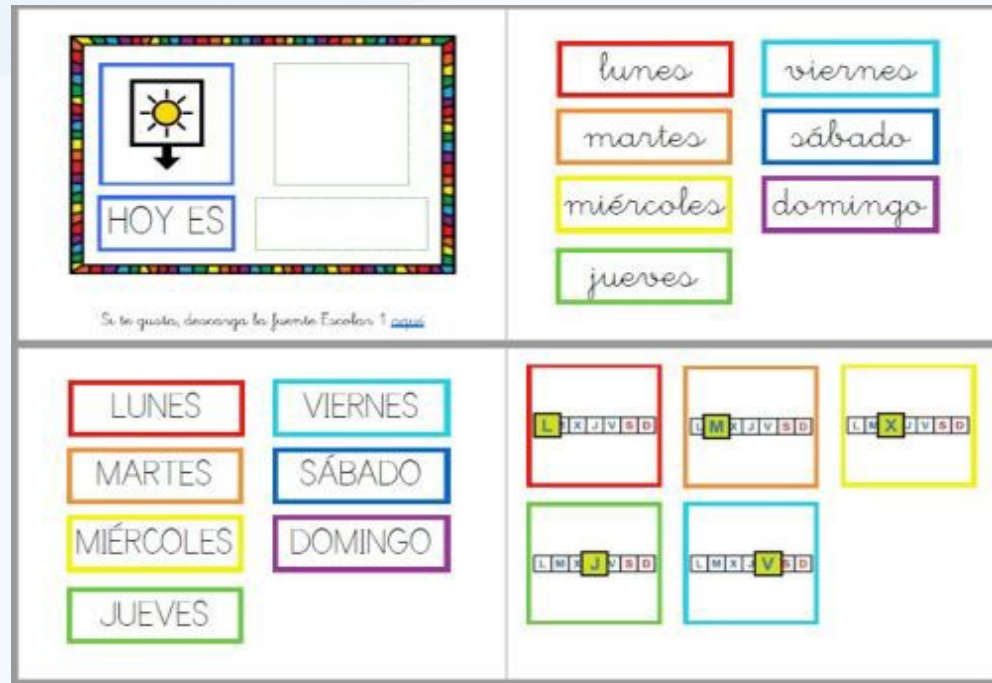 HOY ES
Si te gusta, descarga la fuente Escolar 1 aquí
lunes
martes
miércoles
jueves
viernes
sábado
domingo
LUNES
MARTES
MIÉRCOLES
JUEVES
VIERNES
SÁBADO
DOMINGO
L X J V S D
L M X J V S D
L M X J V S D
L M X J V S D
L M X J V S D